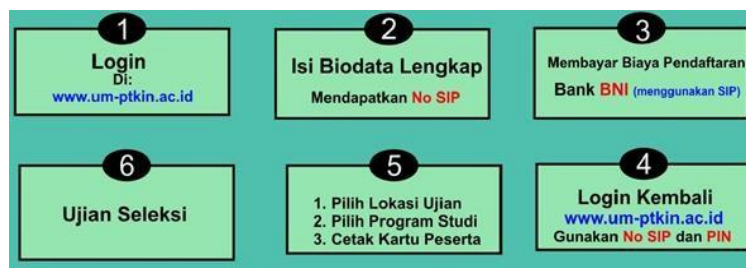 1
Login
Di:
www.um-ptkin.ac.id
2
Isi Biodata Lengkap
Mendapatkan No SIP
3
Membayar Biaya Pendaftaran
Bank BNI (menggunakan SIP)
4
Login Kembali
www.um-ptkin.ac.id
Gunakan No SIP dan PIN
5
1. Pilih Lokasi Ujian
2. Pilih Program Studi
3. Cetak Kartu Peserta
6
Ujian Seleksi